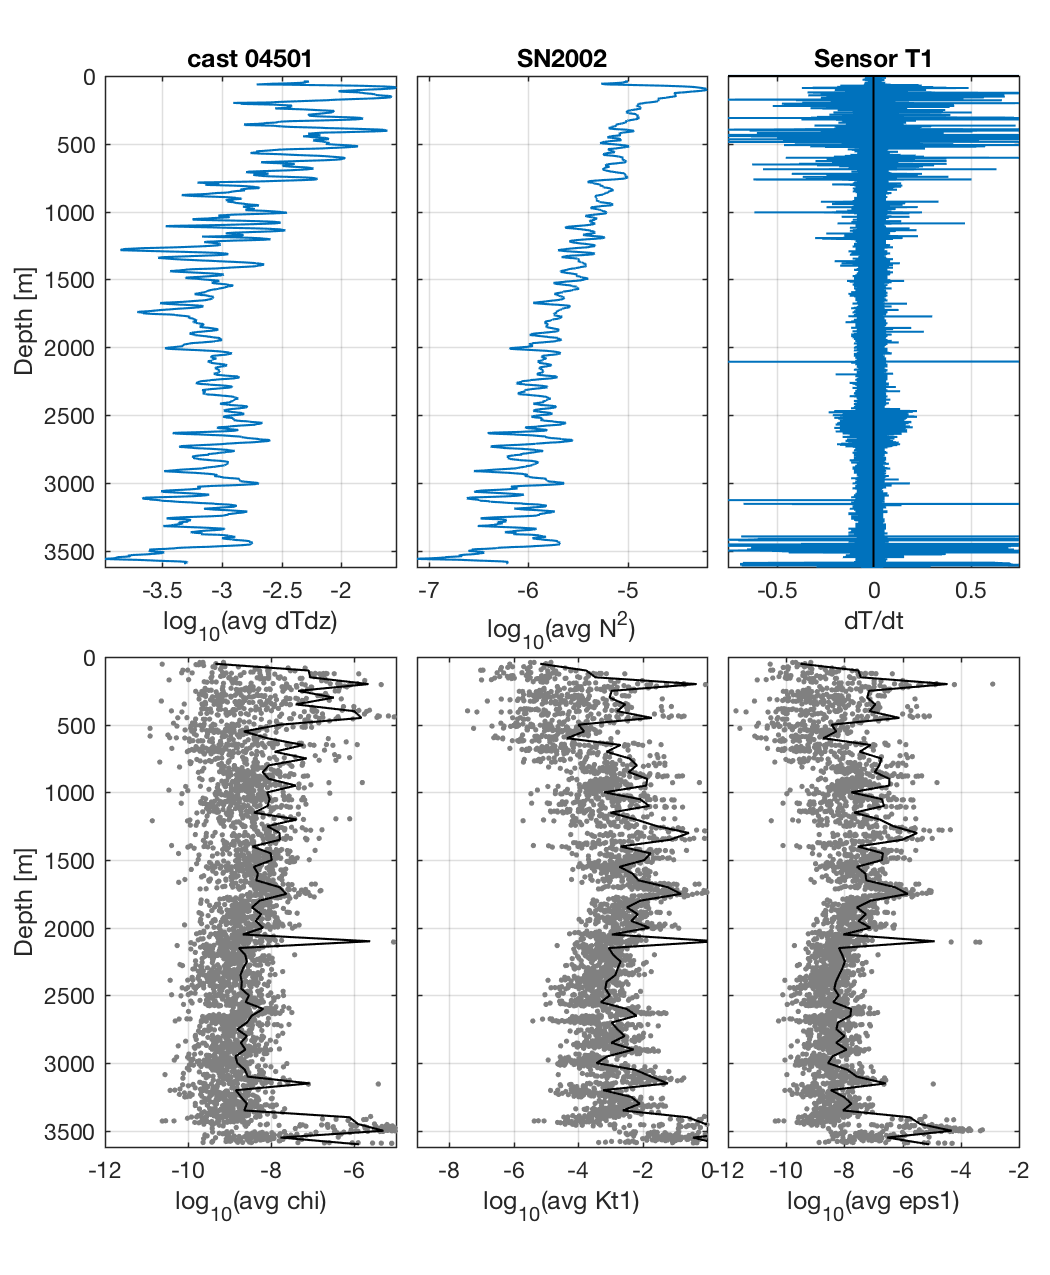 cast 04501
SN2002
Sensor T1
0
500
1000
1500
2000
2500
3000
3500
Depth [m]
-3.5 -3 -2.5 -2
-7 -6 -5
-0.5 0 0.5
log10(avg dTdz)
log10(avg N2)
dT/dt
0
500
1000
1500
2000
2500
3000
3500
Depth [m]
-12 -10 -8 -6
-8 -6 -4 -2 0
-12 -10 -8 -6 -4 -2
log10(avg chi)
log10(avg Kt1)
log10(avg eps1)